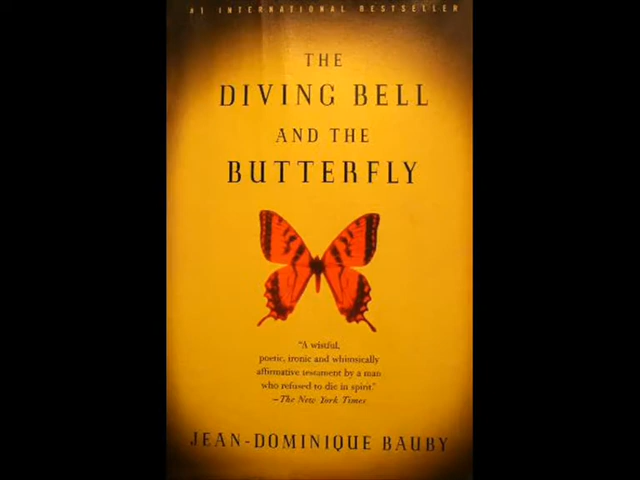 #1 INTERNATIONAL BESTSELLER
THE
DIVING BELL
AND THE
BUTTERFLY
"A wistful,
poetic, ironic and whimsically
affirmative testament by a man
who refused to die in spirit."
—The New York Times
JEAN-DOMINIQUE BAUBY